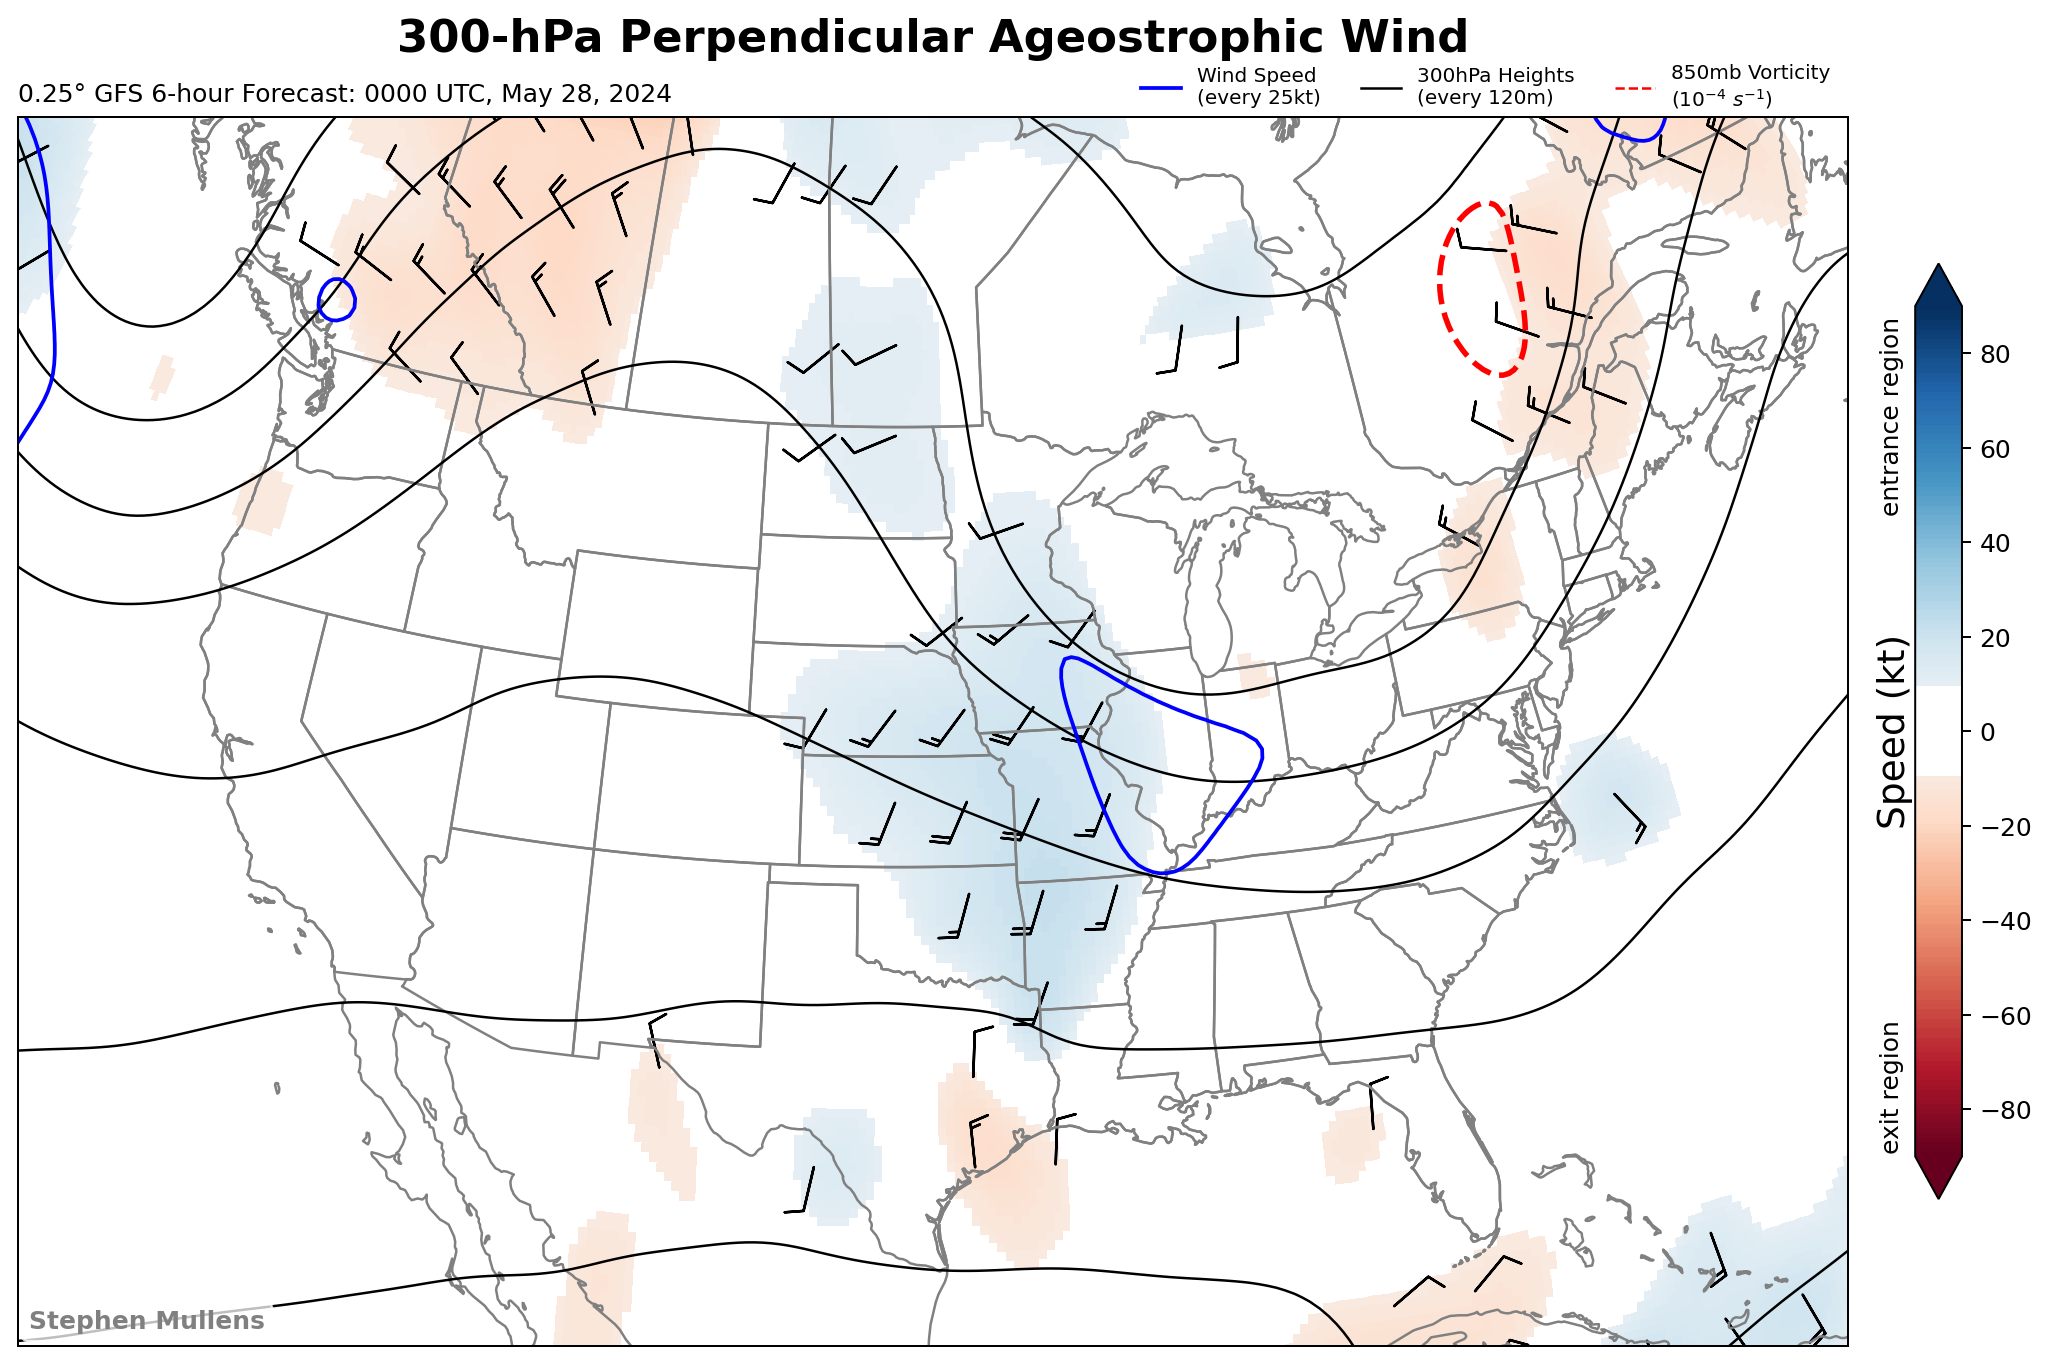 300-hPa Perpendicular Ageostrophic Wind
0.25° GFS 6-hour Forecast: 0000 UTC, May 28, 2024
Wind Speed
(every 25kt)
300hPa Heights
(every 120m)
850mb Vorticity
(10⁻⁴ s⁻¹)
entrance region
Speed (kt)
exit region
80
60
40
20
0
−20
−40
−60
−80
Stephen Mullens